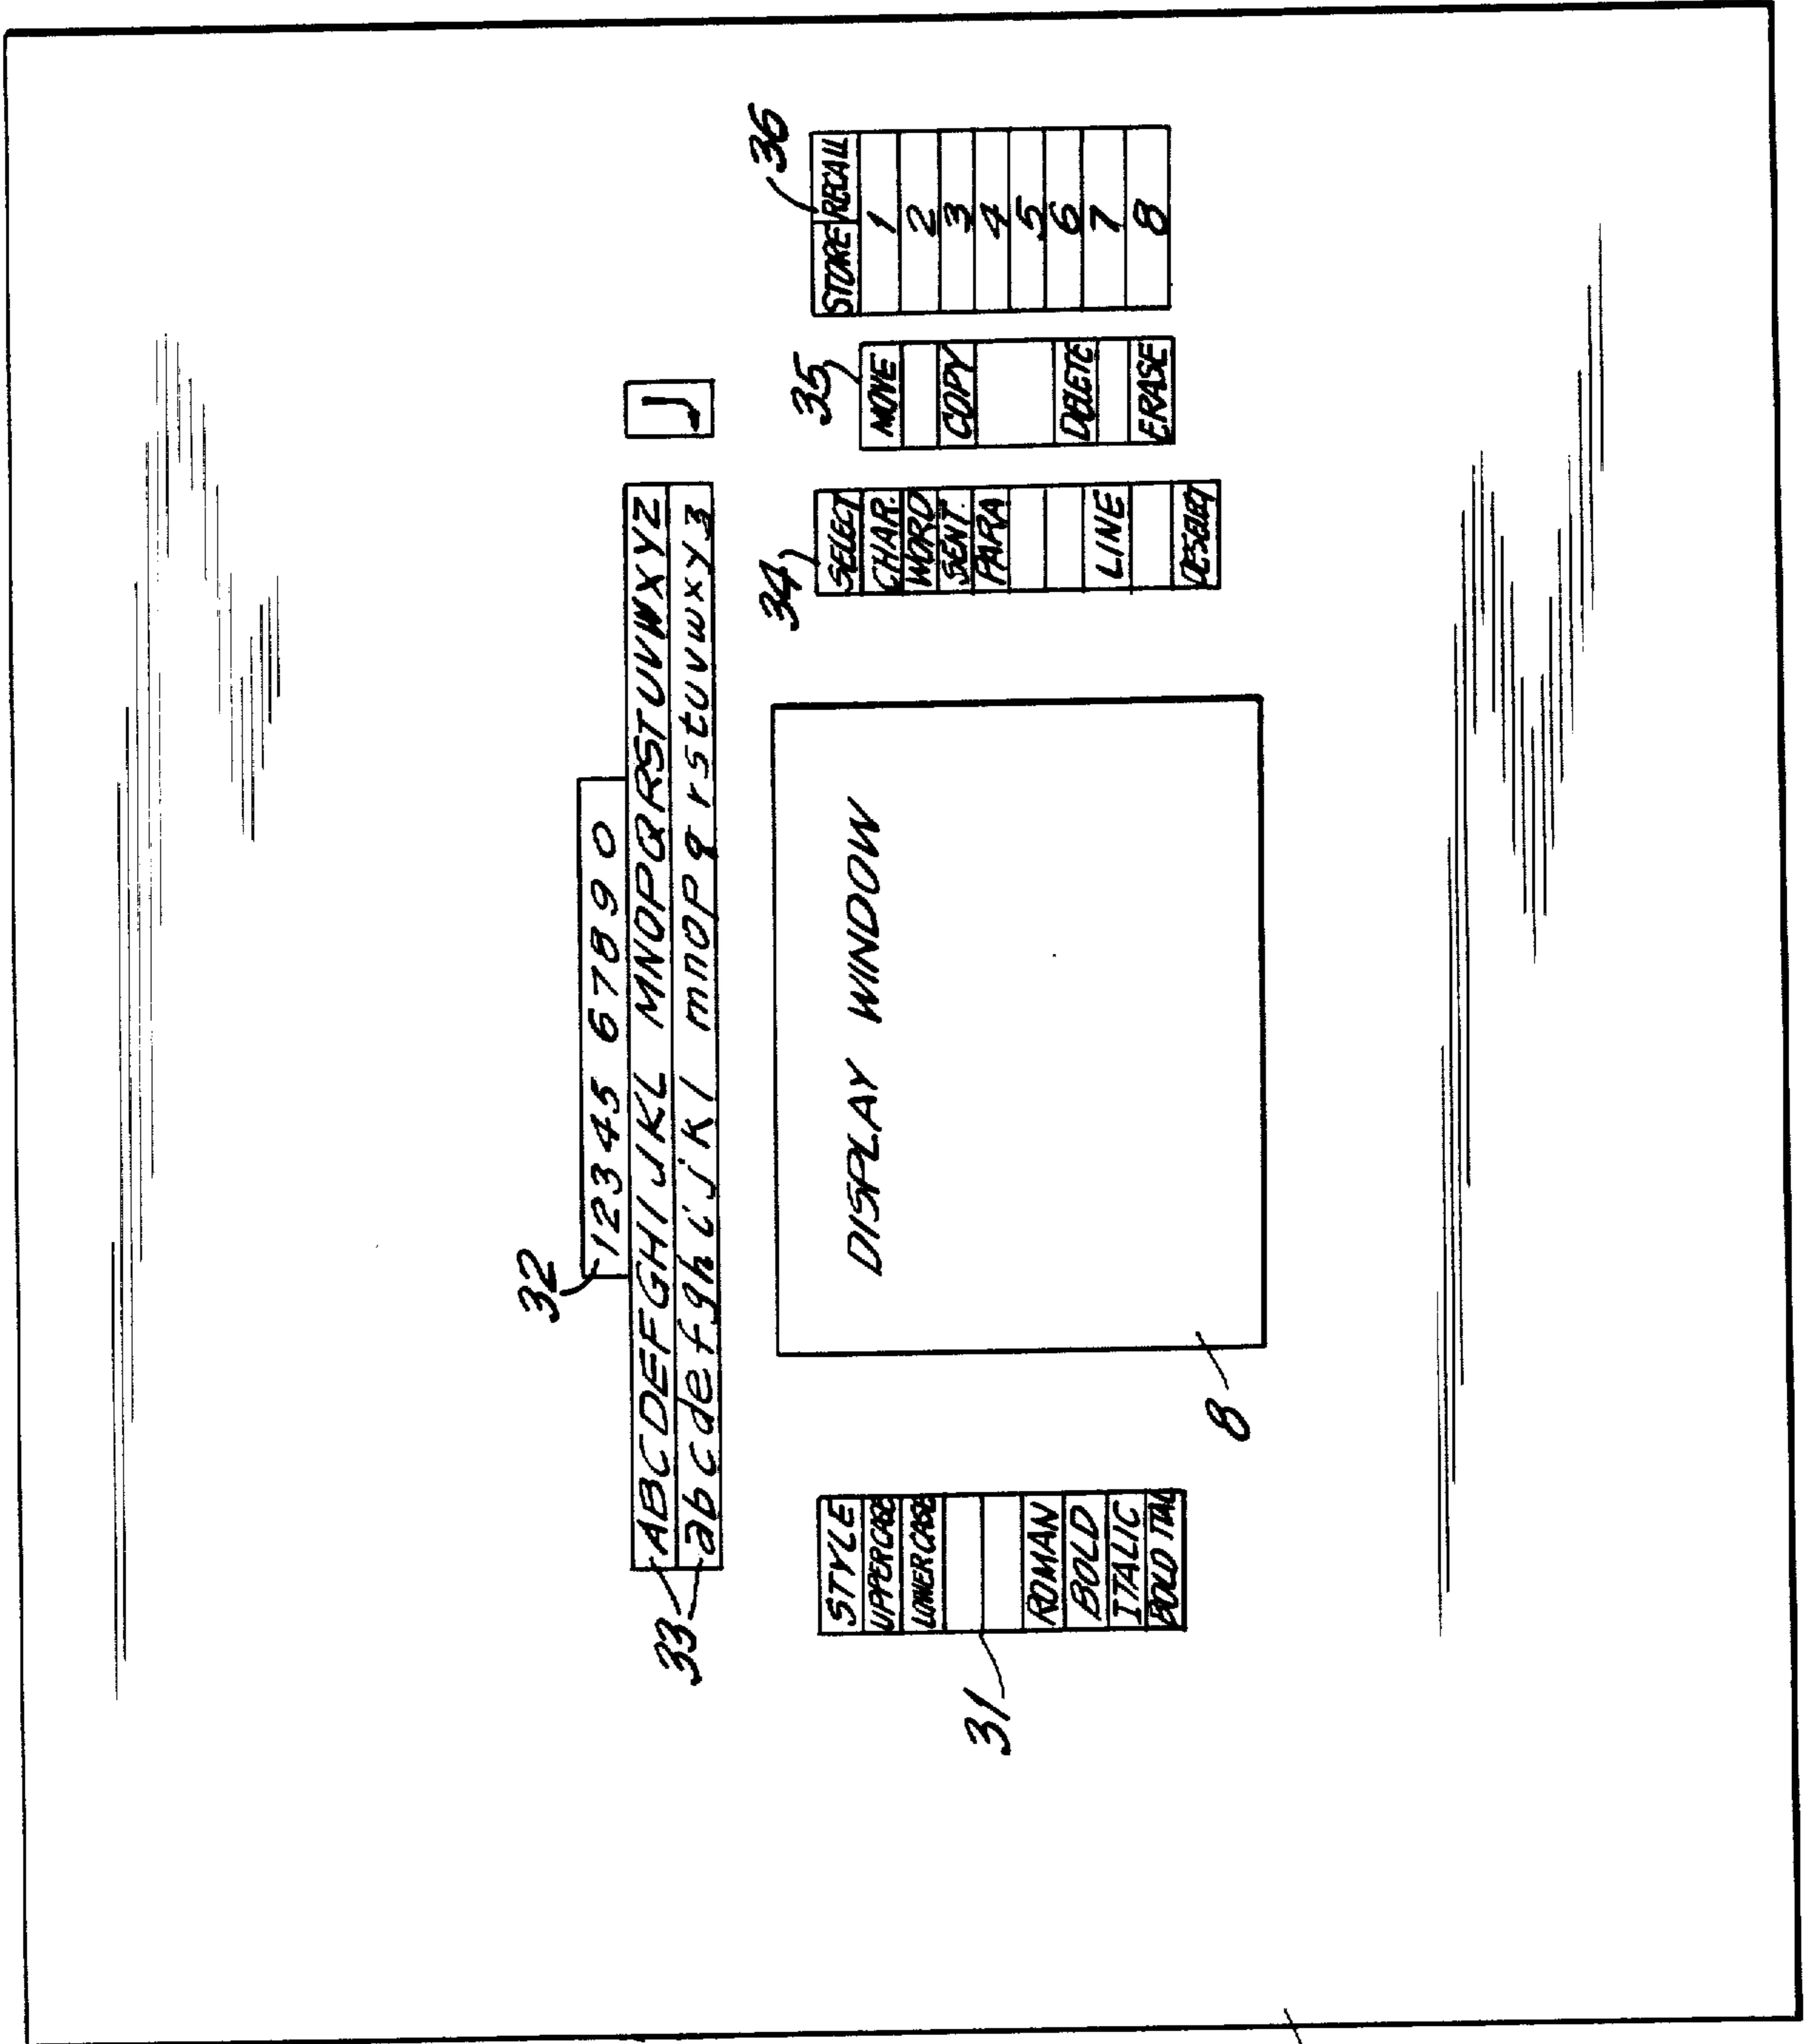 32
1 2 3 4 5 6 7 8 9 0
33
A B C D E F G H I J K L M N O P Q R S T U V W X Y Z
a b c d e f g h i j k l m n o p q r s t u v w x y z
31
STYLE
UPPER CASE
LOWER CASE
ROMAN
BOLD
ITALIC
BOLD ITAL
DISPLAY WINDOW
8
34
SELECT
CHAR.
WORD
SENT.
PARA
LINE
DESELECT
35
MOVE
COPY
DELETE
ERASE
36
STORE RECALL
1
2
3
4
5
6
7
8